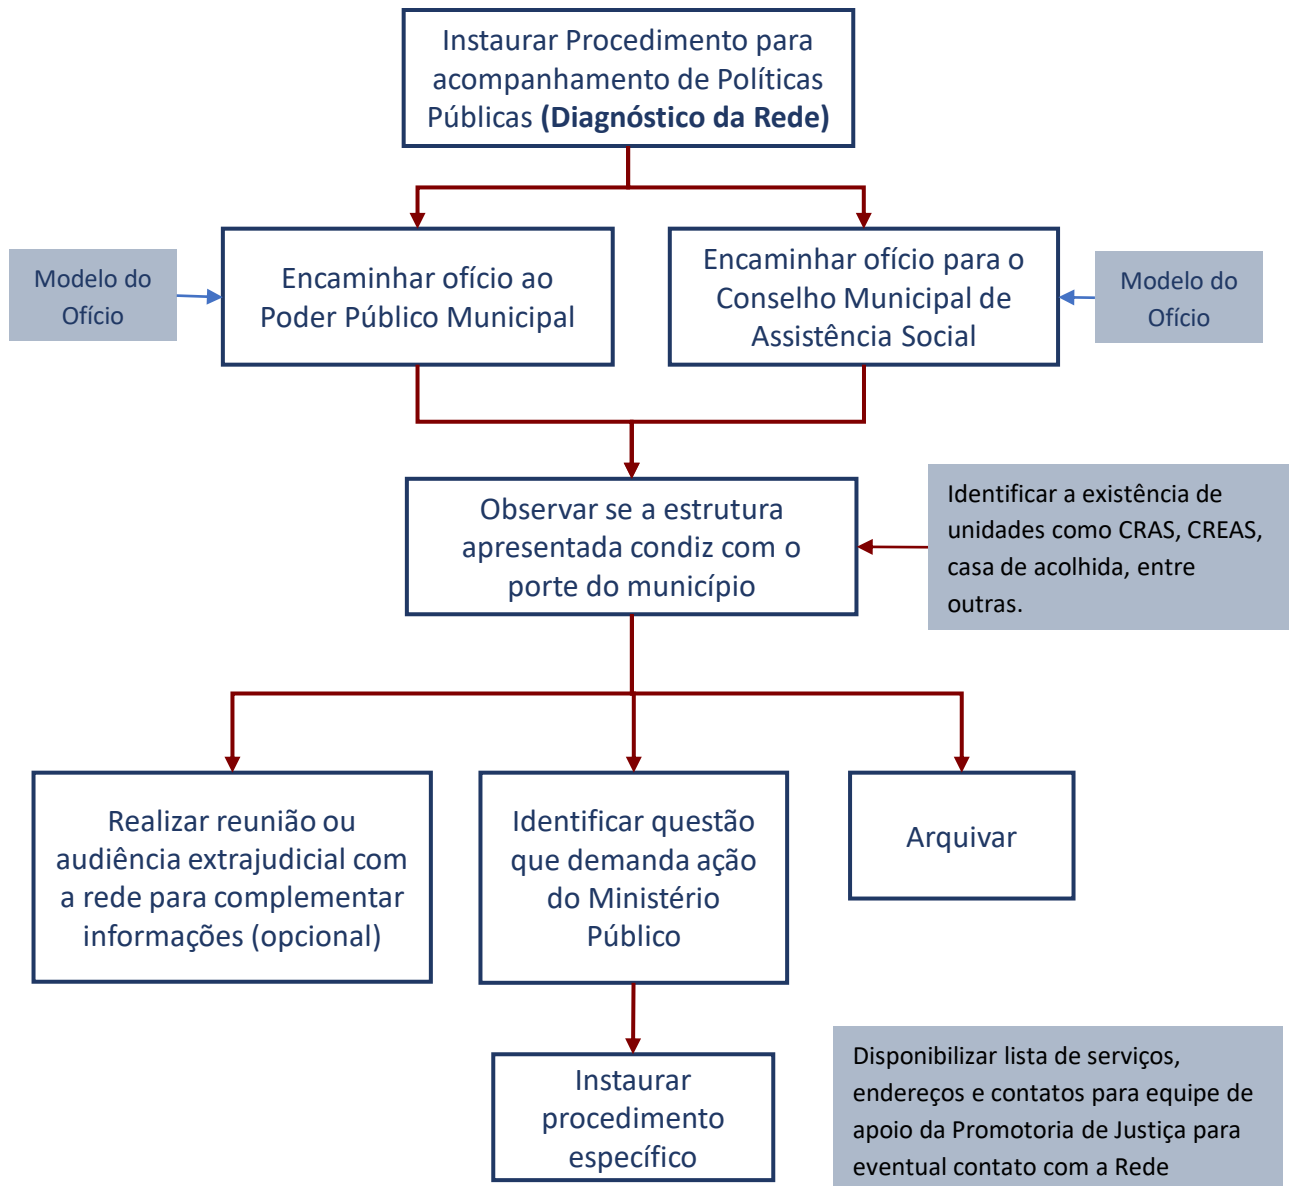 Instaurar Procedimento para
acompanhamento de Políticas
Públicas (Diagnóstico da Rede)
Modelo do
Ofício
Encaminhar ofício ao
Poder Público Municipal
Encaminhar ofício para o
Conselho Municipal de
Assistência Social
Modelo do
Ofício
Observar se a estrutura
apresentada condiz com o
porte do município
Identificar a existência de
unidades como CRAS, CREAS,
casa de acolhida, entre
outras.
Realizar reunião ou
audiência extrajudicial com
a rede para complementar
informações (opcional)
Identificar questão
que demanda ação
do Ministério
Público
Arquivar
Instaurar
procedimento
específico
Disponibilizar lista de serviços,
endereços e contatos para equipe de
apoio da Promotoria de Justiça para
eventual contato com a Rede